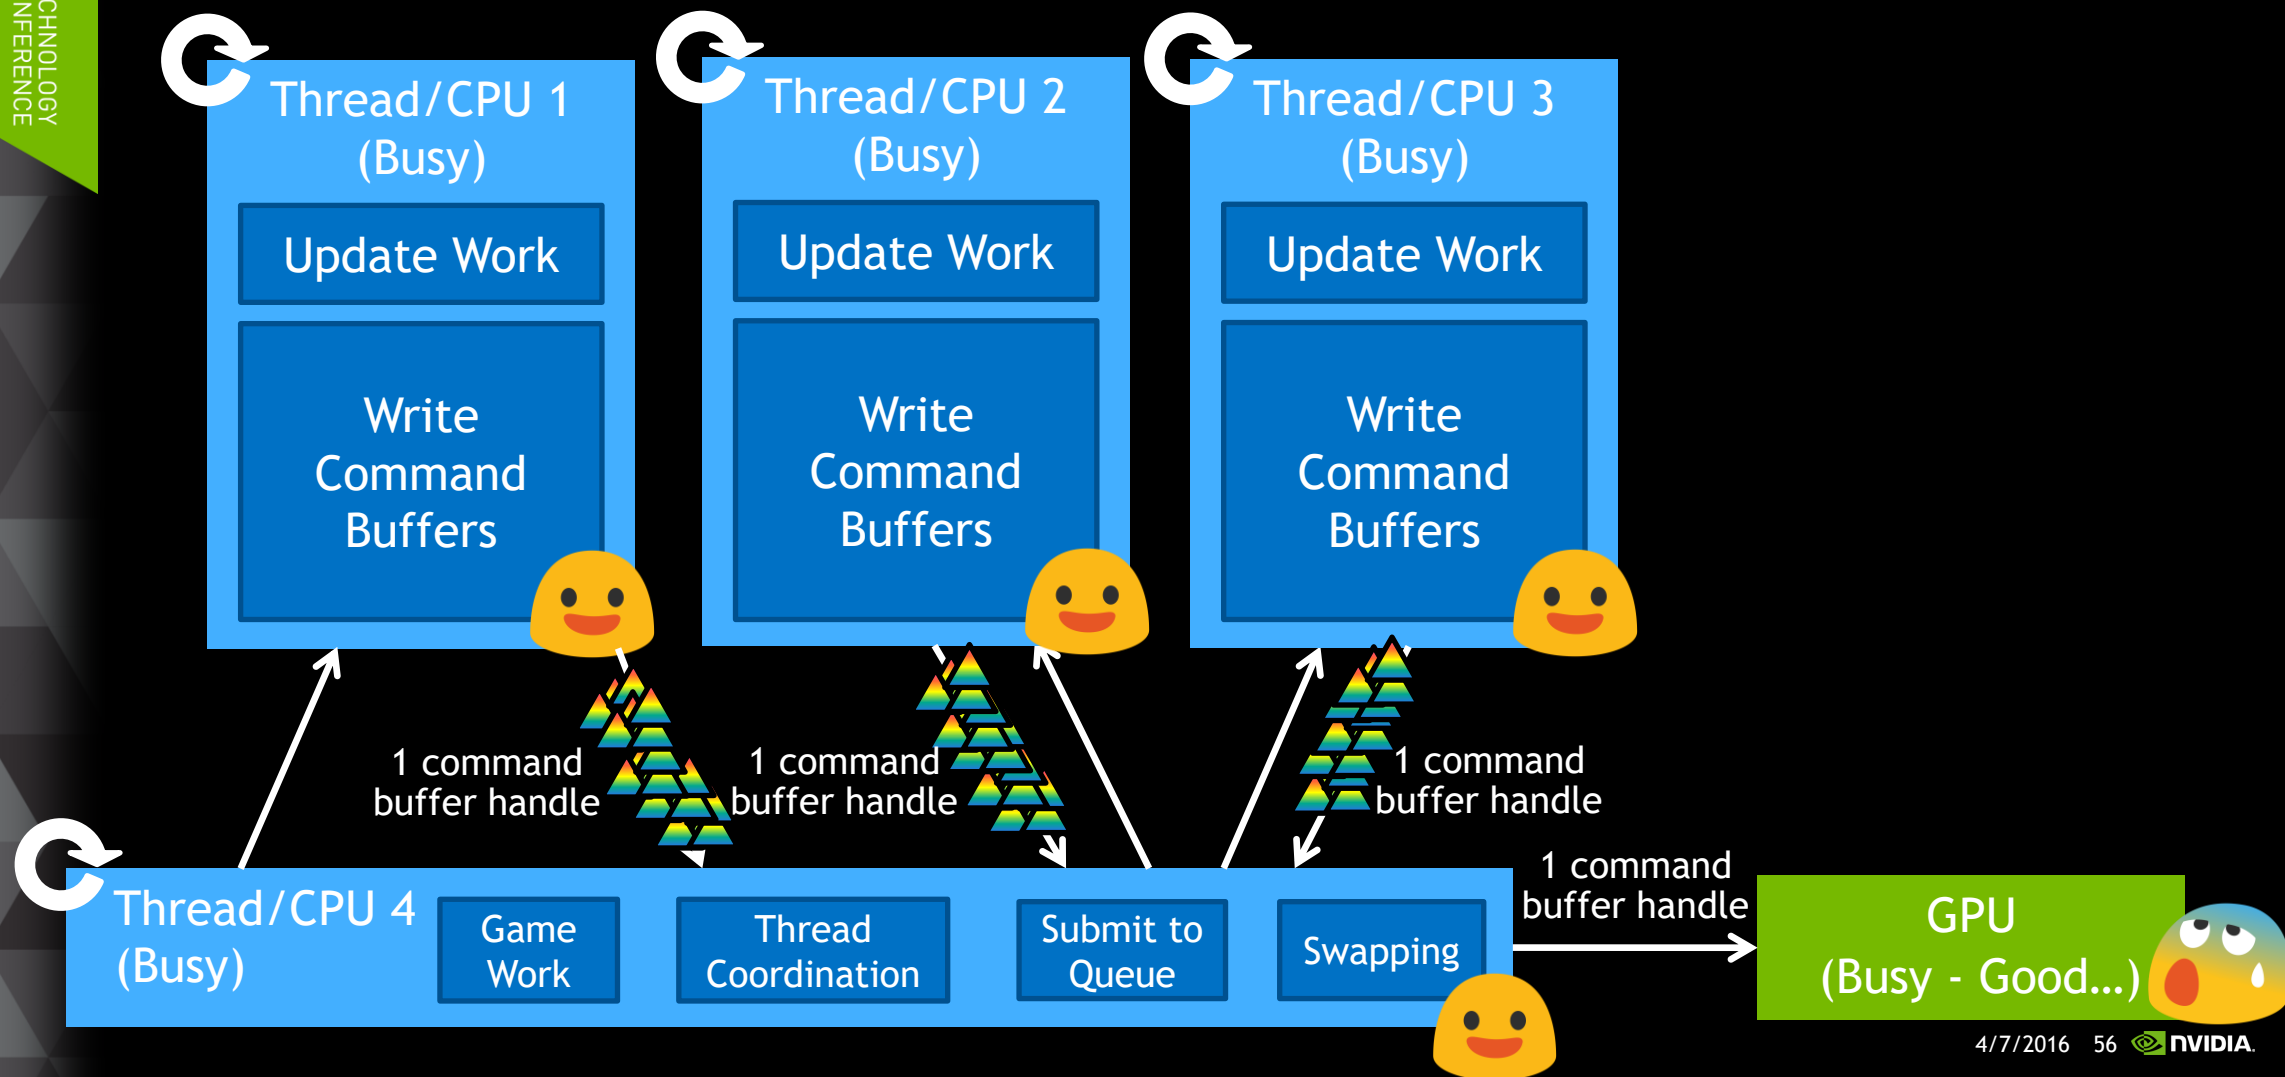 CHNOLOGY
NFERENCE
Thread/CPU 1
(Busy)
Update Work
Write
Command
Buffers
Thread/CPU 2
(Busy)
Update Work
Write
Command
Buffers
Thread/CPU 3
(Busy)
Update Work
Write
Command
Buffers
1 command
buffer handle
1 command
buffer handle
1 command
buffer handle
Thread/CPU 4
(Busy)
Game
Work
Thread
Coordination
Submit to
Queue
Swapping
1 command
buffer handle
GPU
(Busy - Good...)
4/7/2016 56 NVIDIA.